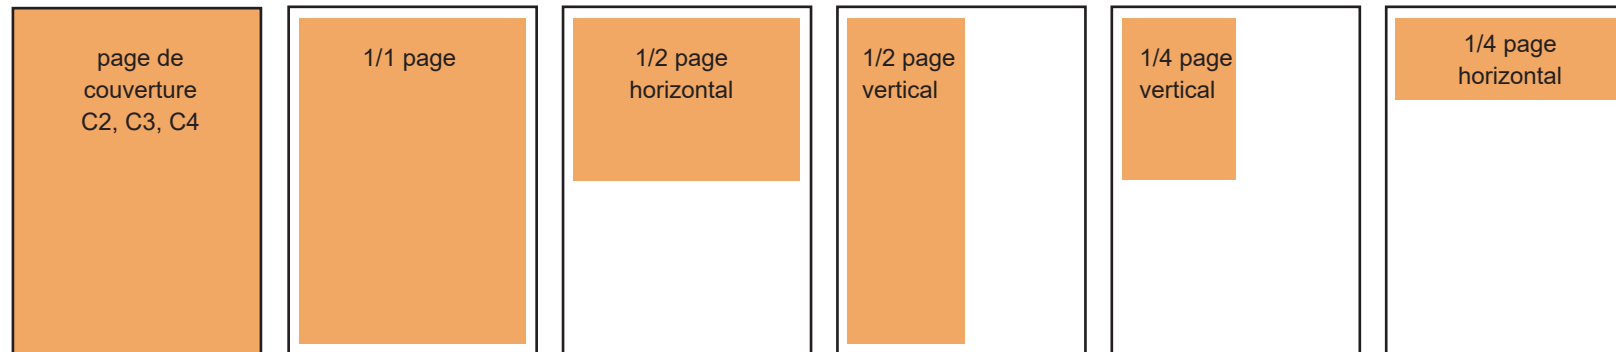 page de
couverture
C2, C3, C4
1/1 page
1/2 page
horizontal
1/2 page
vertical
1/4 page
vertical
1/4 page
horizontal